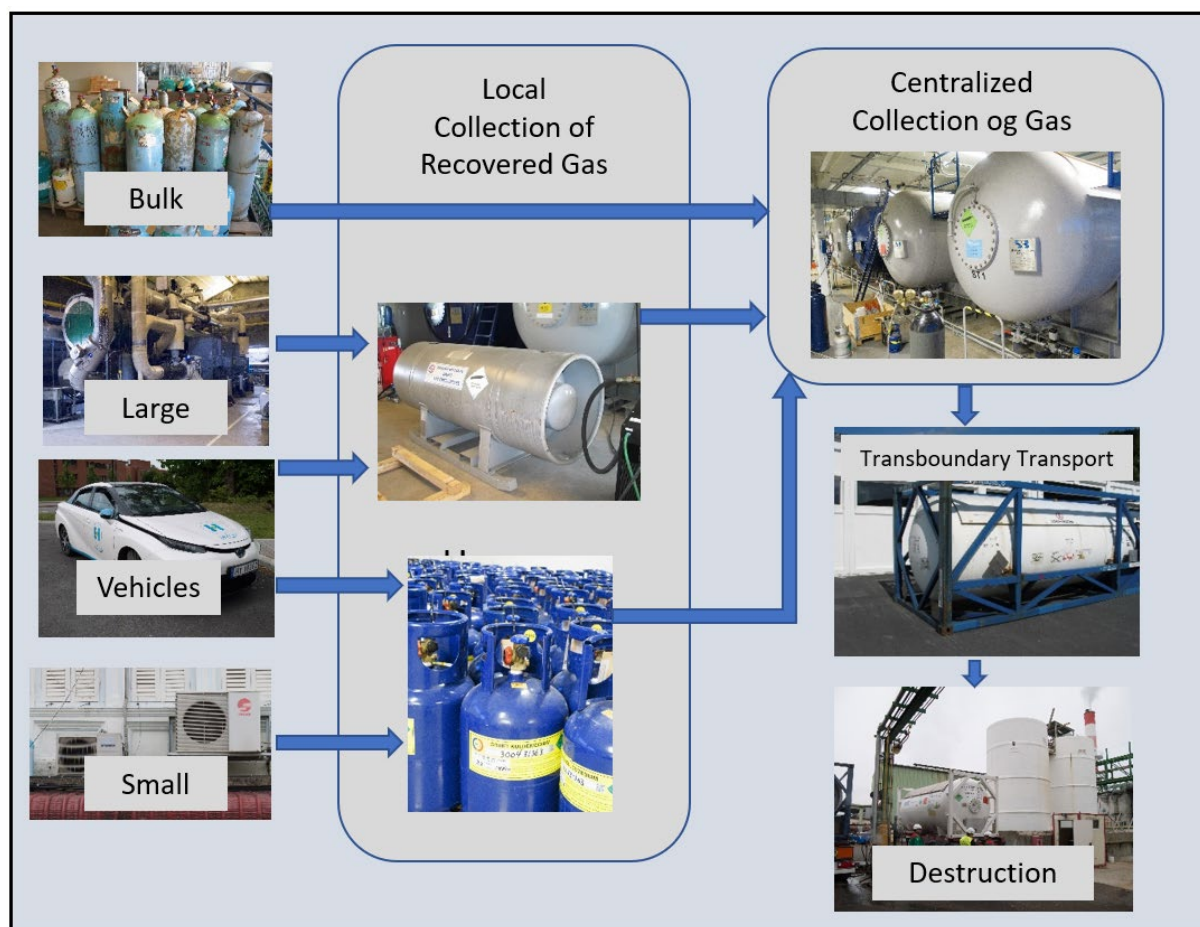 Local
Collection of
Recovered Gas
Centralized
Collection og Gas
Bulk
Large
Vehicles
Small
Transboundary Transport
Destruction